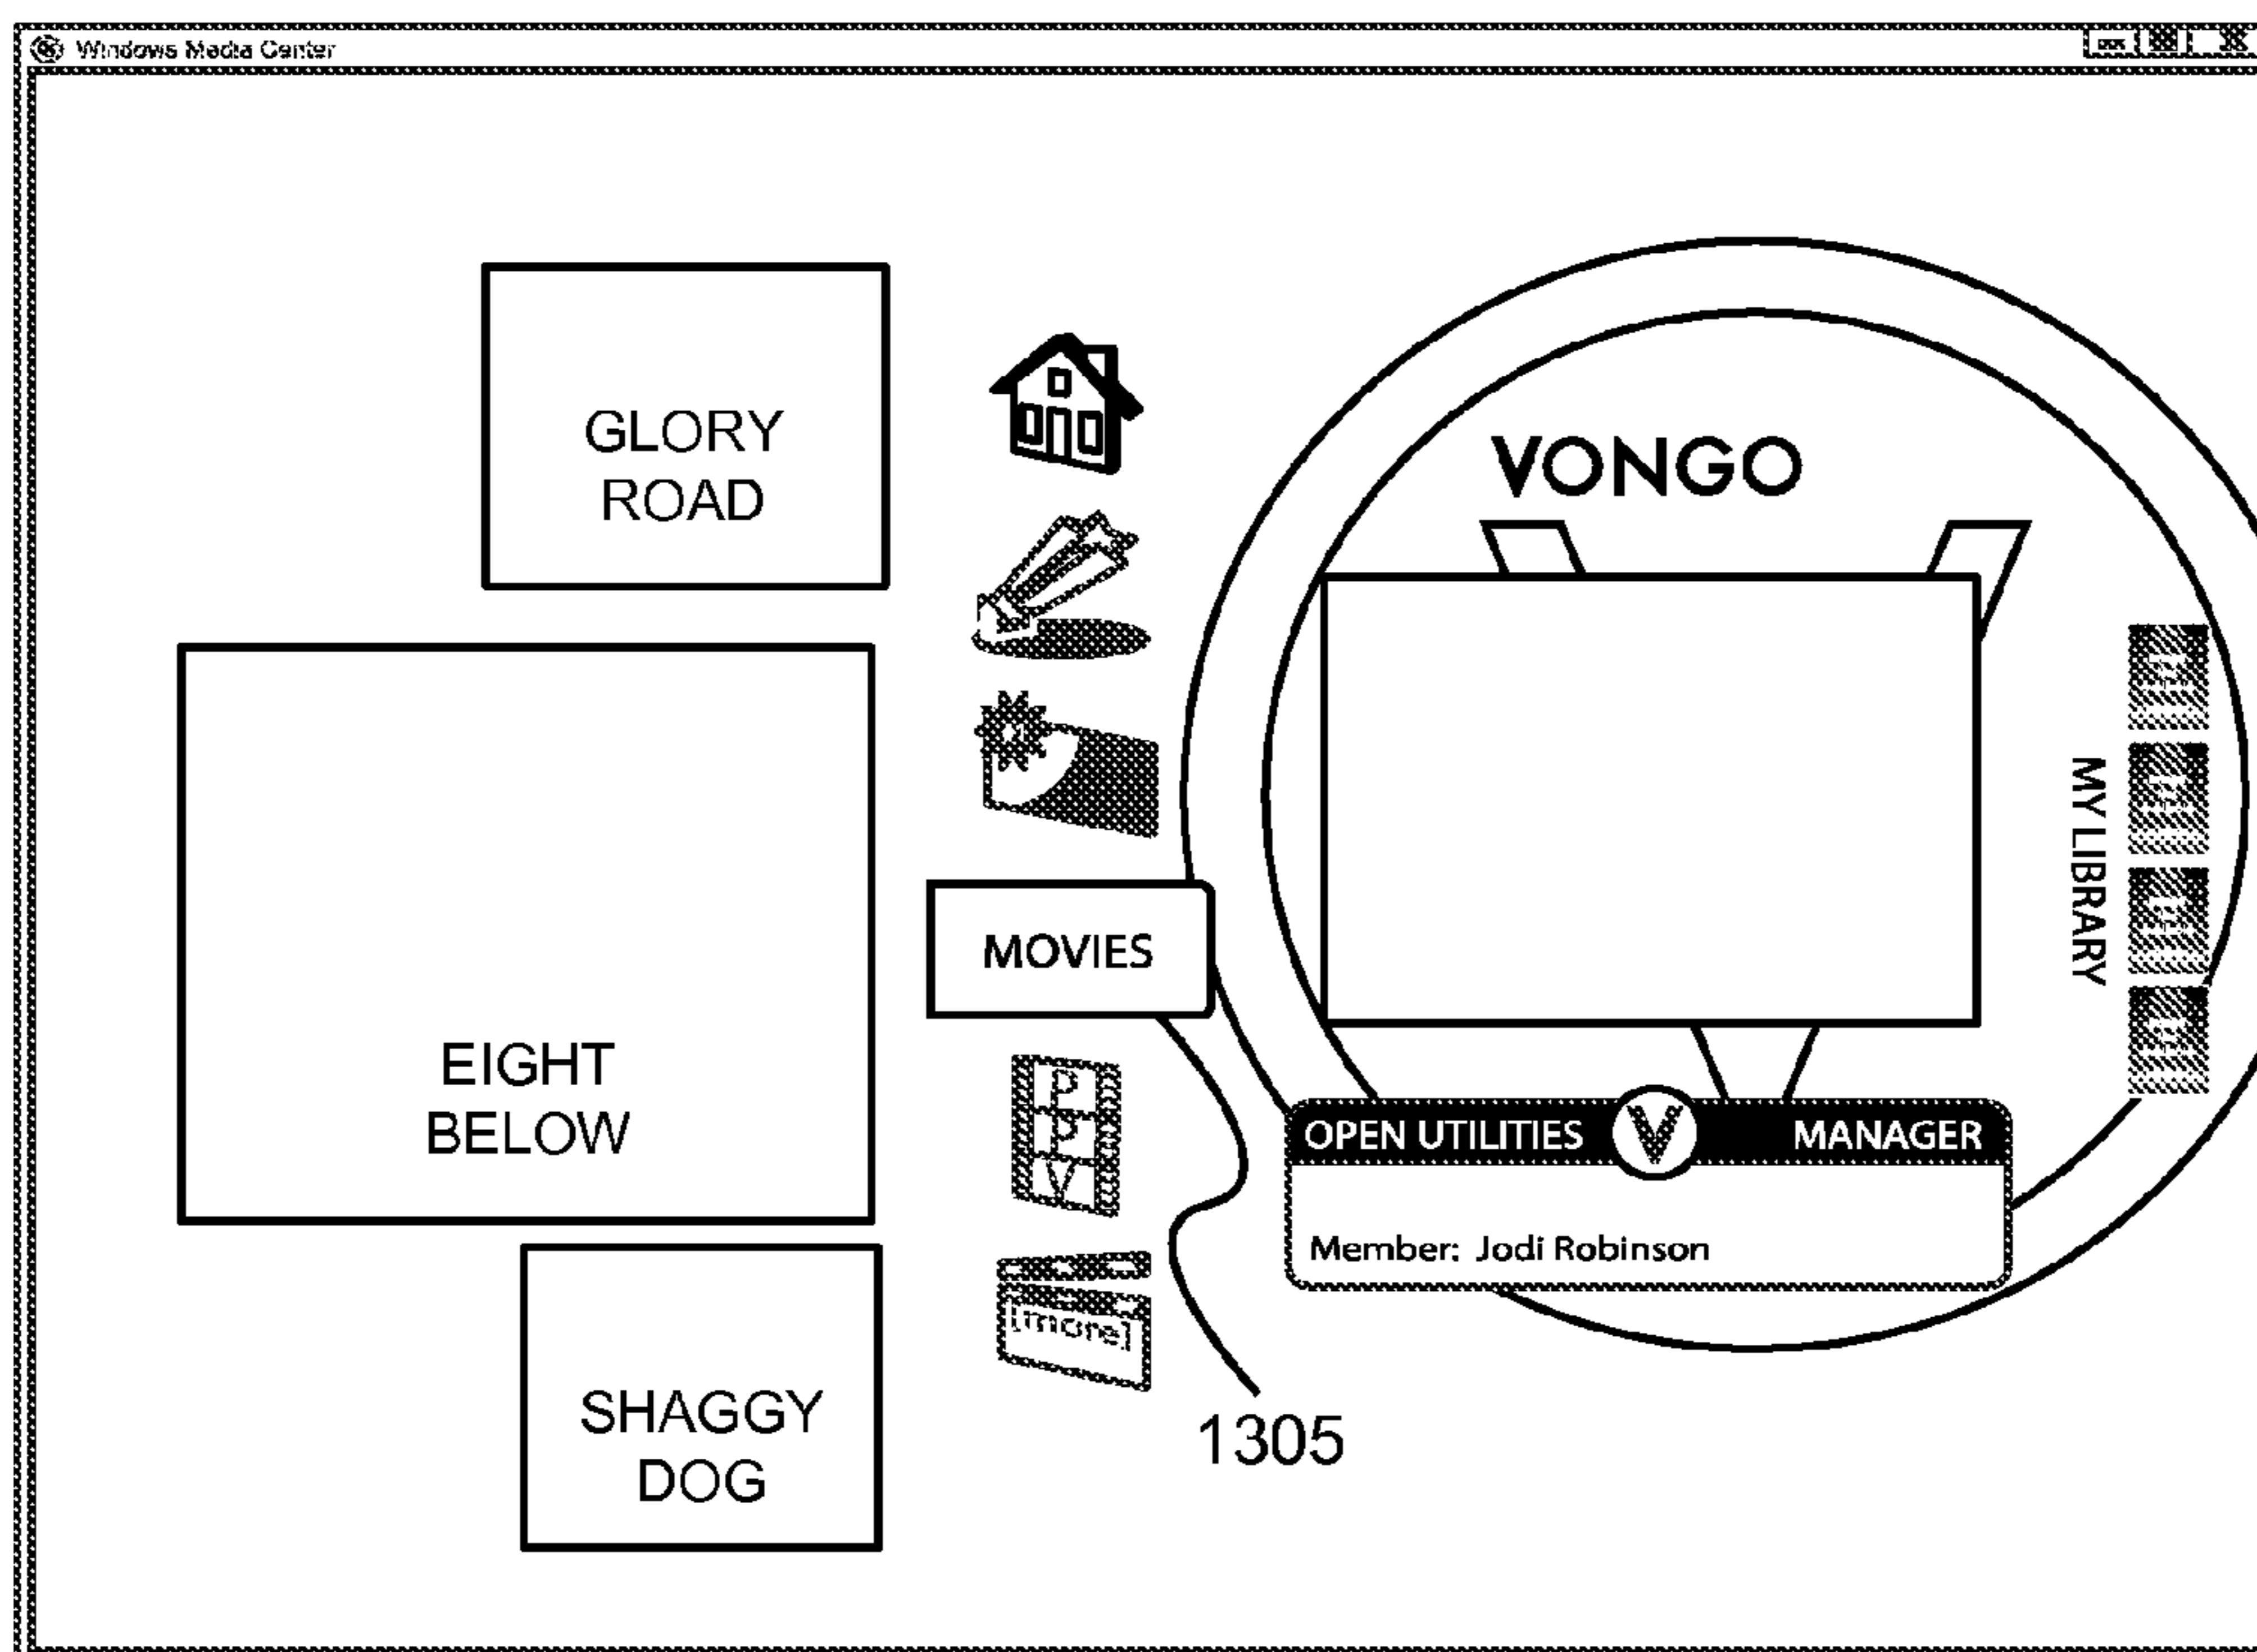 Windows Media Center
GLORY
ROAD
VONGO
EIGHT
BELOW
MOVIES
MY LIBRARY
P
P
V
OPEN UTILITIES V MANAGER
Member: Jodi Robinson
[more]
SHAGGY
DOG
1305